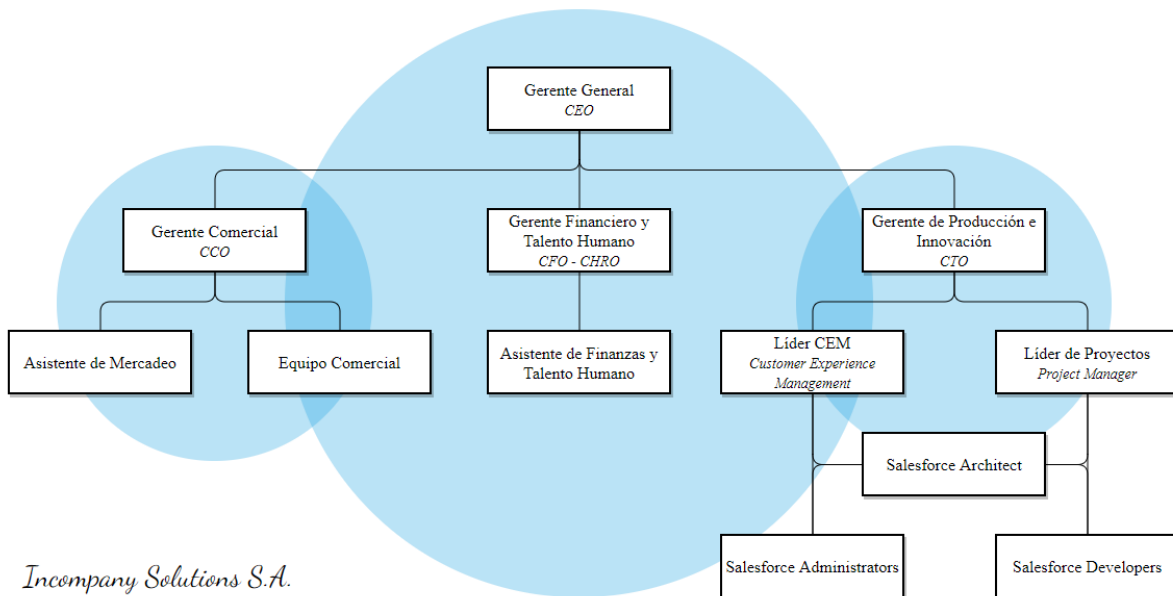 Gerente General
CEO
Gerente Comercial
CCO
Gerente Financiero y
Talento Humano
CFO - CHRO
Gerente de Producción e
Innovación
CTO
Asistente de Mercadeo
Equipo Comercial
Asistente de Finanzas y
Talento Humano
Líder CEM
Customer Experience
Management
Líder de Proyectos
Project Manager
Salesforce Architect
Salesforce Administrators
Salesforce Developers
Incompany Solutions S.A.